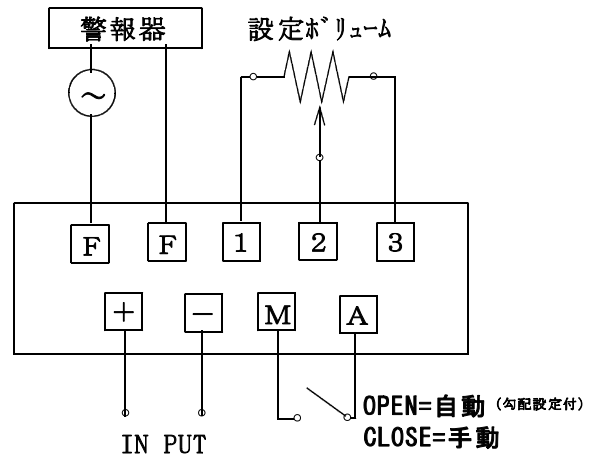 警報器 設定ボリューム
~
F F 1 2 3
+ - M A
OPEN=自動 (勾配設定付)
CLOSE=手動
IN PUT